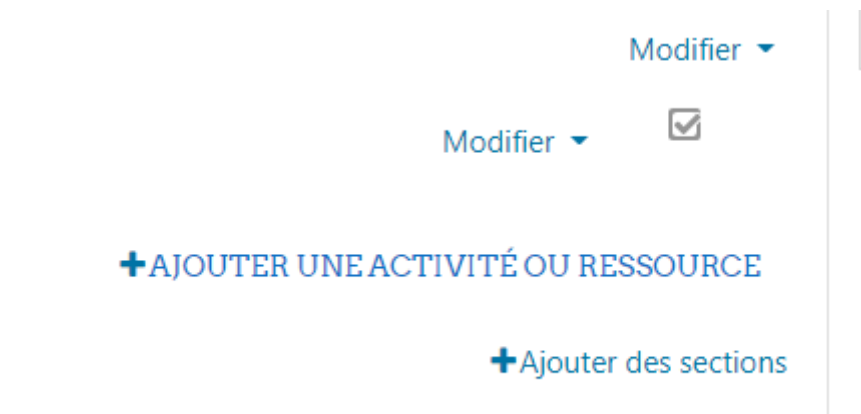 Modifier
Modifier
+AJOUTER UNE ACTIVITÉ OU RESSOURCE
+Ajouter des sections